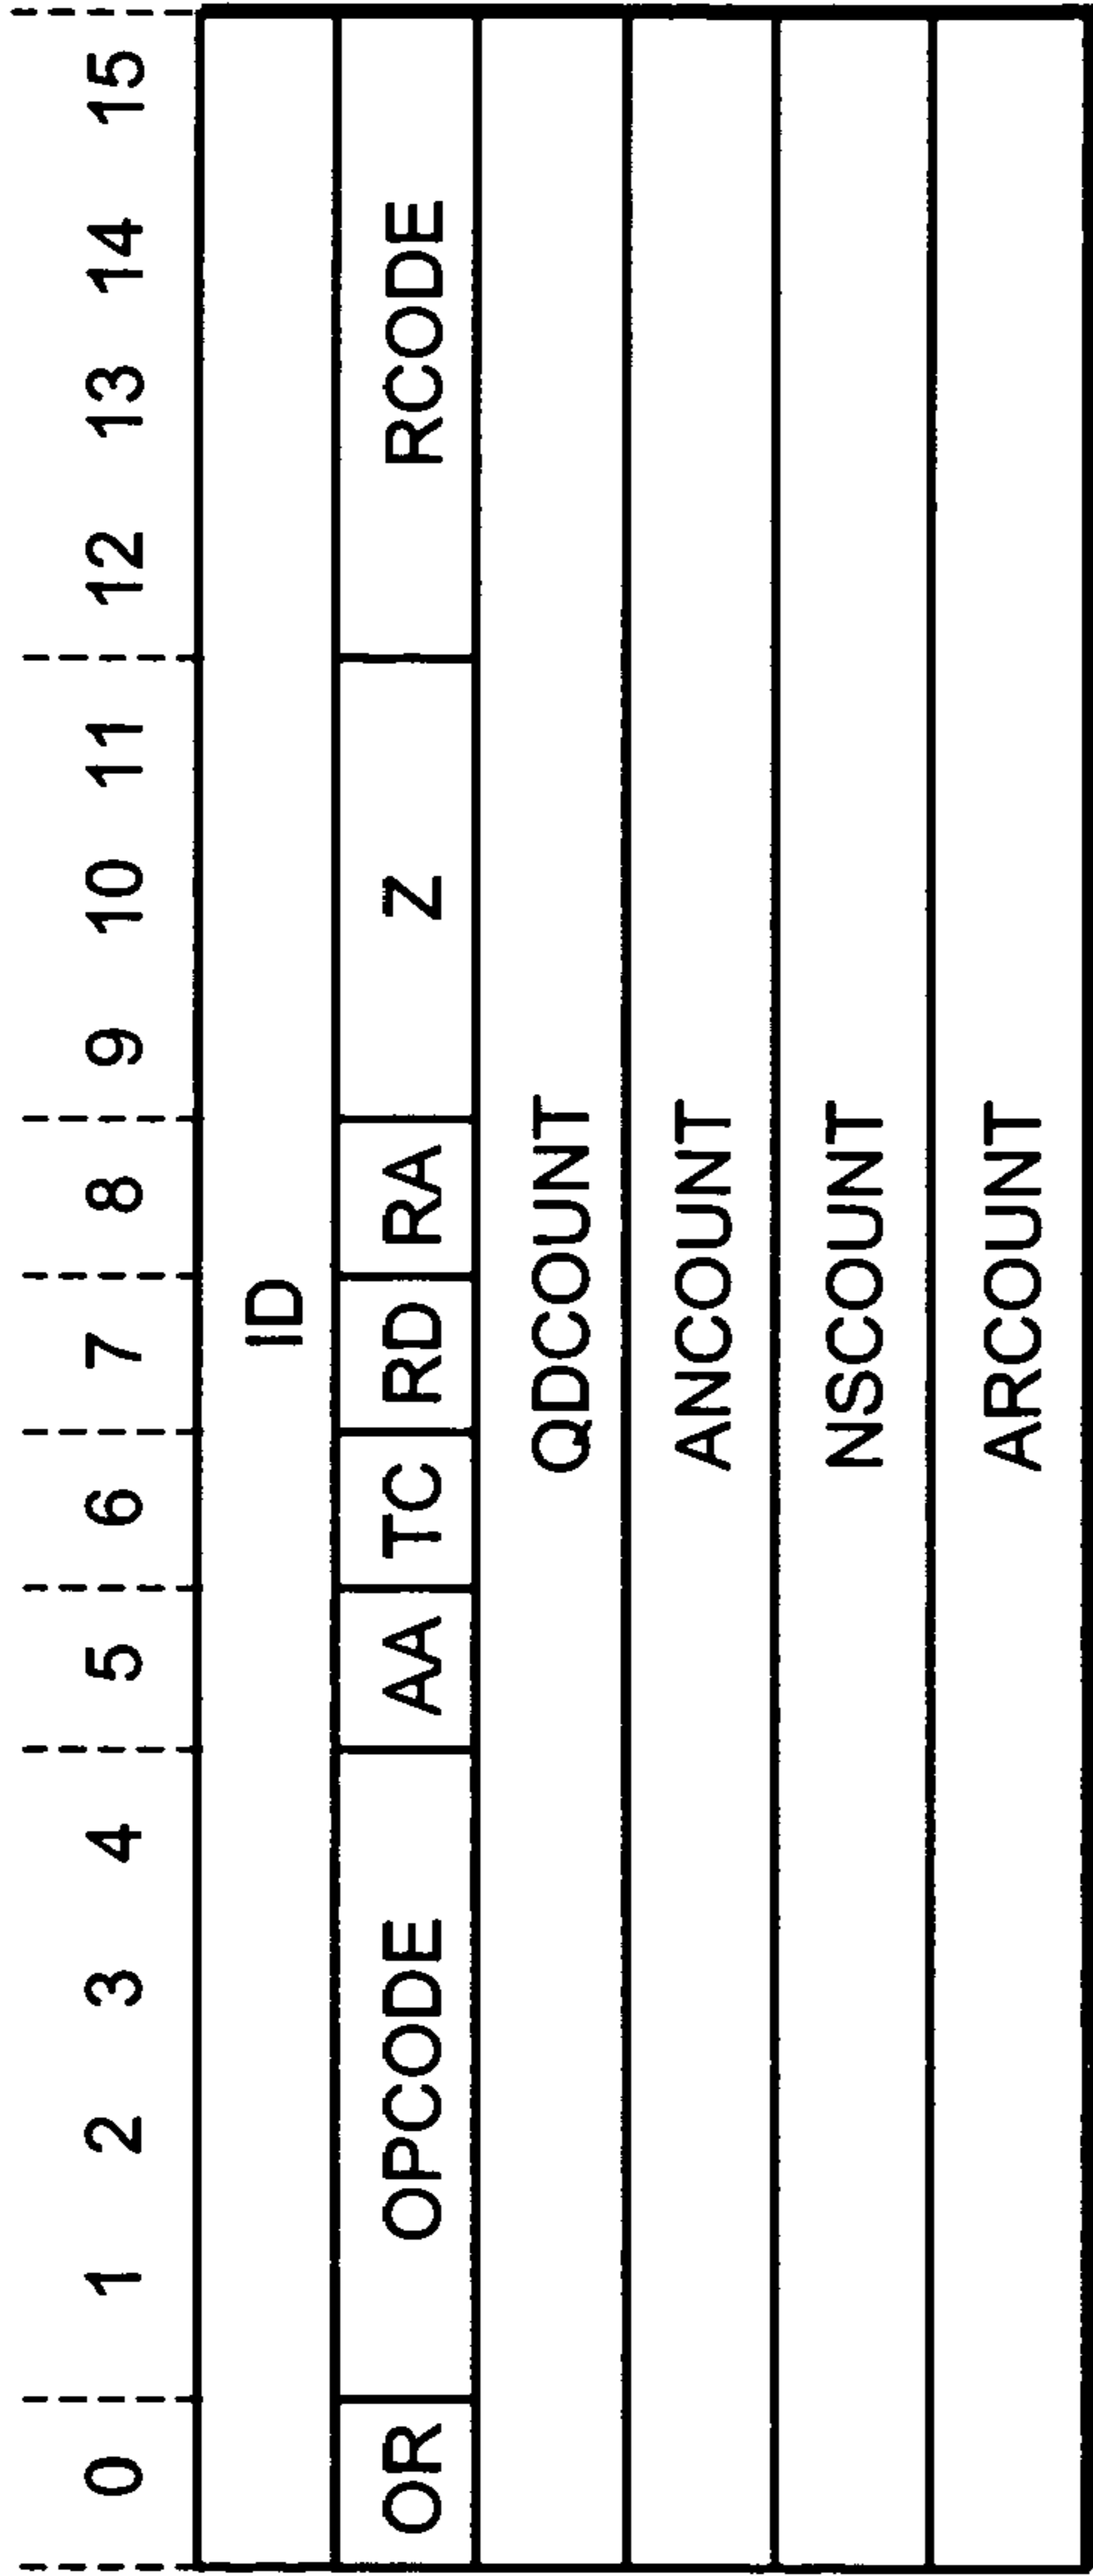 0 1 2 3 4 5 6 7 8 9 10 11 12 13 14 15
ID
OR OPCODE AA TC RD RA Z RCODE
QDCOUNT
ANCOUNT
NSCOUNT
ARCOUNT